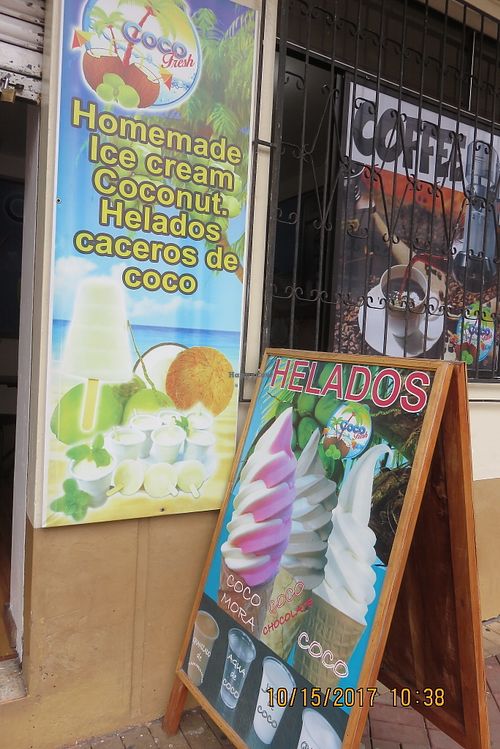 Coco
Fresh
Homemade
Ice cream
Coconut.
Helados
caceros de
coco
COFFEE
HELADOS
Coco
Fresh
COCO
MORA
COCO
CHOCOLATE
COCO
AGUA
de
COCO
COCO
10/15/2017 10:38